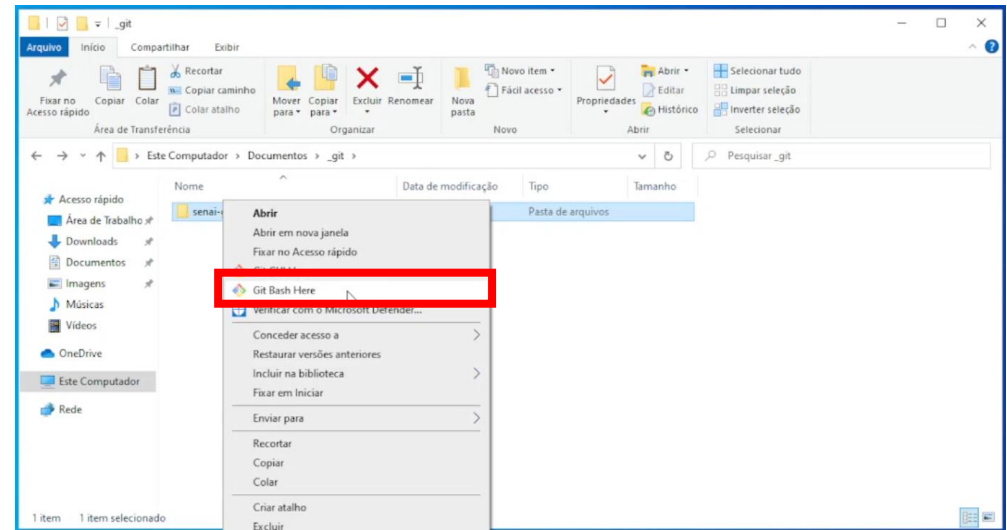 _git
Arquivo Início Compartilhar Exibir
Fixar no Acesso rápido
Copiar
Colar
Recortar
Copiar caminho
Colar atalho
Área de Transferência
Mover para
Copiar para
Excluir
Renomear
Organizar
Nova pasta
Novo item
Fácil acesso
Novo
Propriedades
Abrir
Editar
Histórico
Abrir
Selecionar tudo
Limpar seleção
Inverter seleção
Selecionar
Este Computador > Documentos > _git >
Pesquisar _git
Nome Data de modificação Tipo Tamanho
Acesso rápido
Área de Trabalho
Downloads
Documentos
Imagens
Músicas
Vídeos
OneDrive
Este Computador
Rede
senai- Pasta de arquivos
Abrir
Abrir em nova janela
Fixar no Acesso rápido
Git Bash Here
Verificar com o Microsoft Defender...
Conceder acesso a
Restaurar versões anteriores
Incluir na biblioteca
Fixar em Iniciar
Enviar para
Recortar
Copiar
Colar
Criar atalho
Excluir
1 item 1 item selecionado